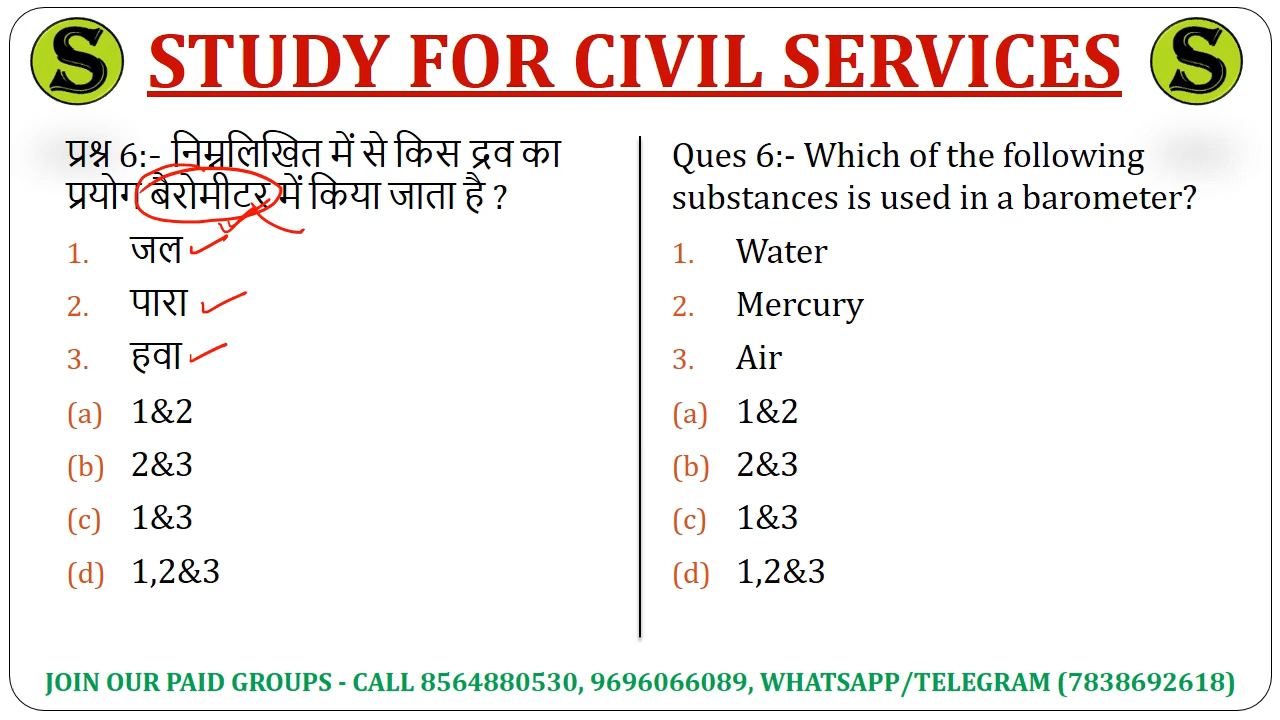 S STUDY FOR CIVIL SERVICES S
प्रश्न 6:- निम्नलिखित में से किस द्रव का
प्रयोग बैरोमीटर में किया जाता है ?
1. जल
2. पारा
3. हवा
(a) 1&2
(b) 2&3
(c) 1&3
(d) 1,2&3
Ques 6:- Which of the following
substances is used in a barometer?
1. Water
2. Mercury
3. Air
(a) 1&2
(b) 2&3
(c) 1&3
(d) 1,2&3
JOIN OUR PAID GROUPS - CALL 8564880530, 9696066089, WHATSAPP/TELEGRAM (7838692618)